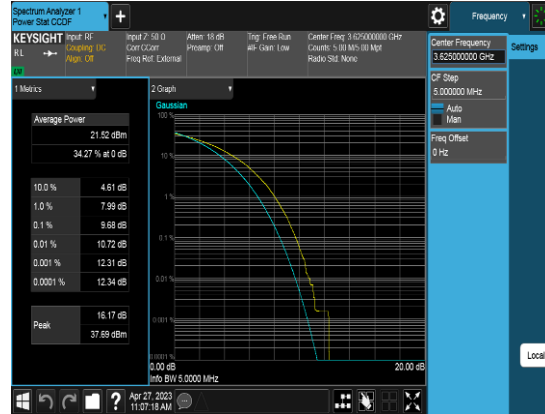 Spectrum Analyzer 1
Power Stat CCDF
+
Frequency
KEYSIGHT
RL
Input: RF
Coupling: DC
Align: Off
Input Z: 50 Ω
Corr CCorr
Freq Ref: External
Atten: 18 dB
Preamp: Off
Trig: Free Run
#IF Gain: Low
Center Freq: 3.625000000 GHz
Counts: 5.00 M/5.00 Mpt
Radio Std: None
1 Metrics
Average Power
21.52 dBm
34.27 % at 0 dB
10.0 % 4.61 dB
1.0 % 7.99 dB
0.1 % 9.68 dB
0.01 % 10.72 dB
0.001 % 12.31 dB
0.0001 % 12.34 dB
Peak
16.17 dB
37.69 dBm
2 Graph
Gaussian
100 %
10 %
1 %
0.1 %
0.01 %
0.001 %
0.0001 %
0.00 dB
20.00 dB
Info BW 5.0000 MHz
Center Frequency
3.625000000 GHz
Settings
CF Step
5.000000 MHz
Auto
Man
Freq Offset
0 Hz
Local
?
Apr 27, 2023
11:07:18 AM